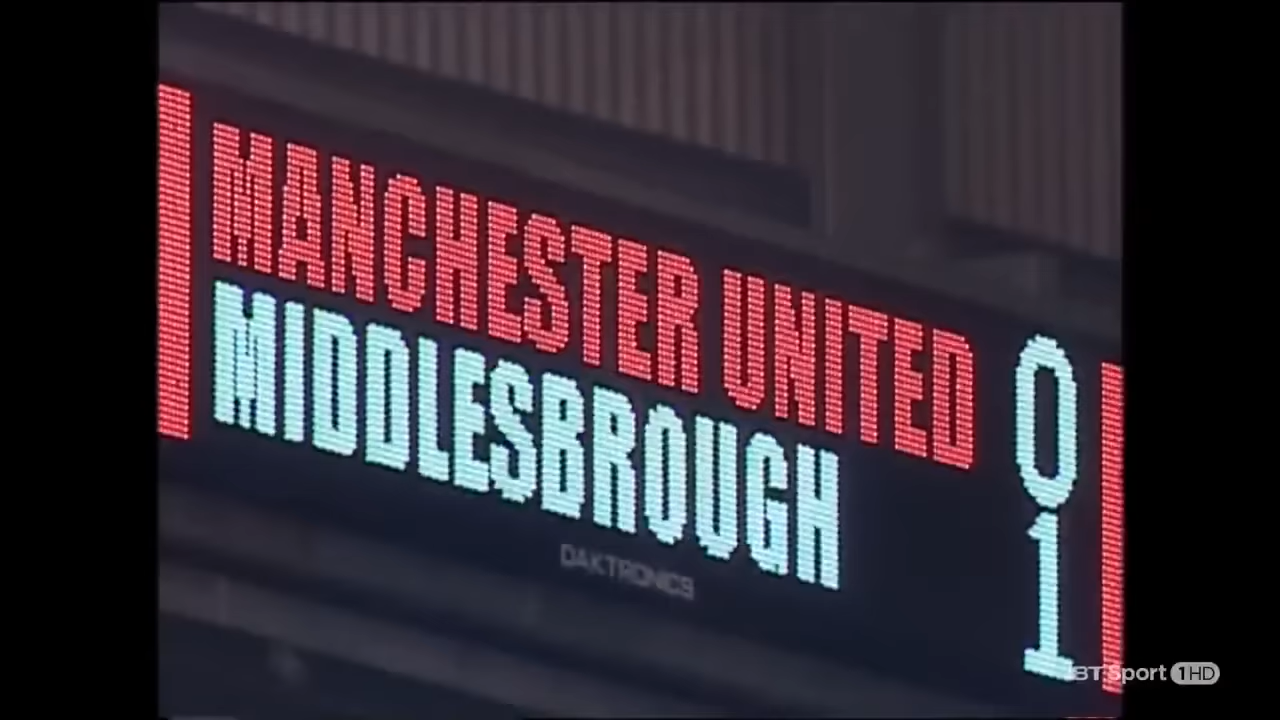 MANCHESTER UNITED 0
MIDDLESBROUGH 1
DAKTRONICS
BT Sport 1HD